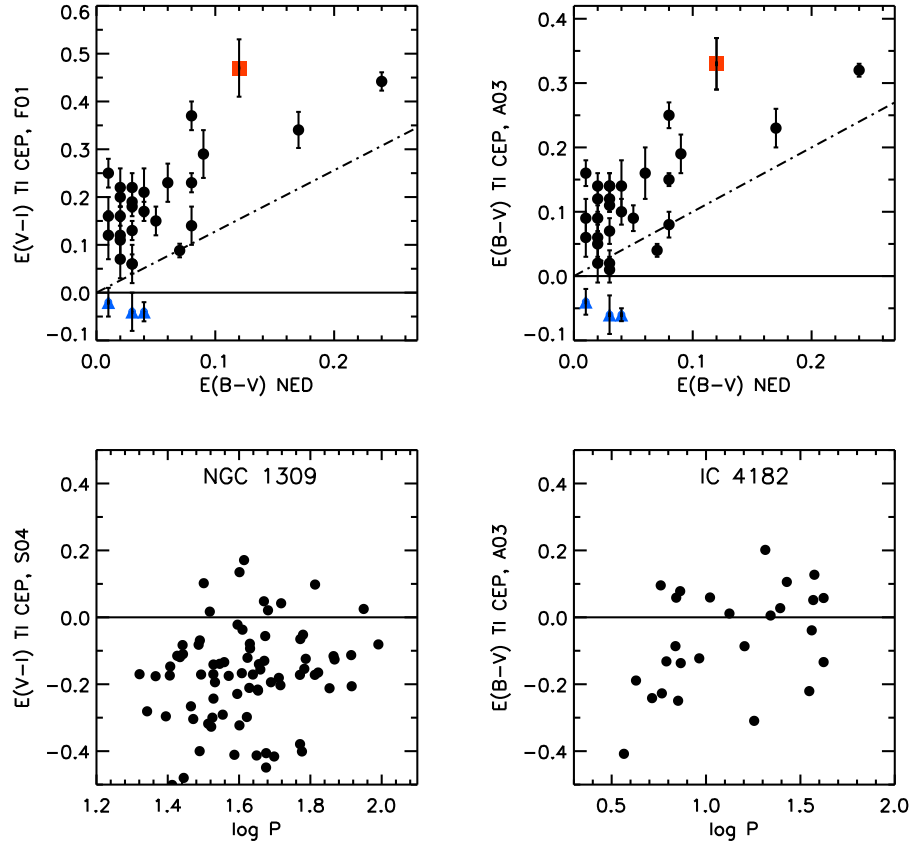 E(V−I) TI CEP, F01
0.6
0.5
0.4
0.3
0.2
0.1
0.0
−0.1
0.0 0.1 0.2
E(B−V) NED
E(B−V) TI CEP, A03
0.4
0.3
0.2
0.1
0.0
0.0 0.1 0.2
E(B−V) NED
NGC 1309
E(V−I) TI CEP, S04
0.4
0.2
0.0
−0.2
−0.4
1.2 1.4 1.6 1.8 2.0
log P
IC 4182
E(B−V) TI CEP, A03
0.4
0.2
0.0
−0.2
−0.4
0.5 1.0 1.5 2.0
log P